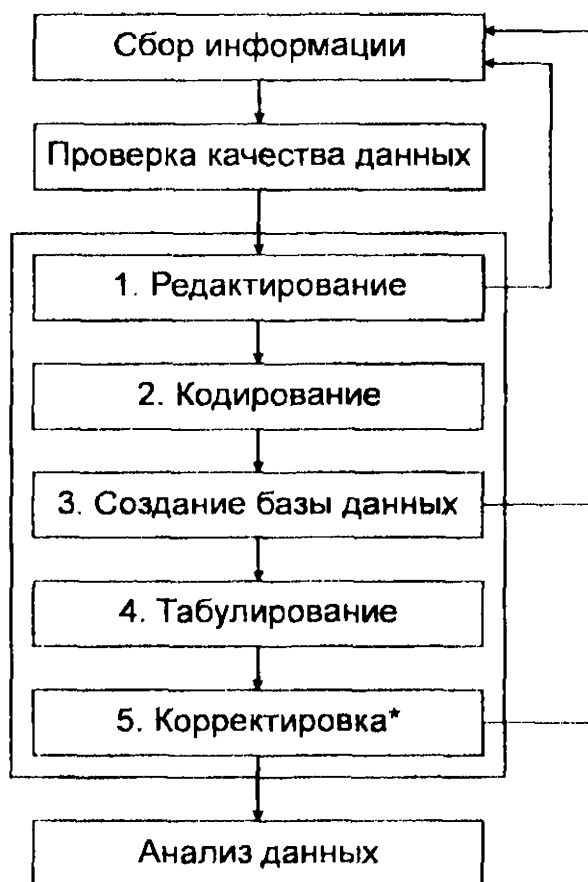 Сбор информации
Проверка качества данных
1. Редактирование
2. Кодирование
3. Создание базы данных
4. Табулирование
5. Корректировка*
Анализ данных